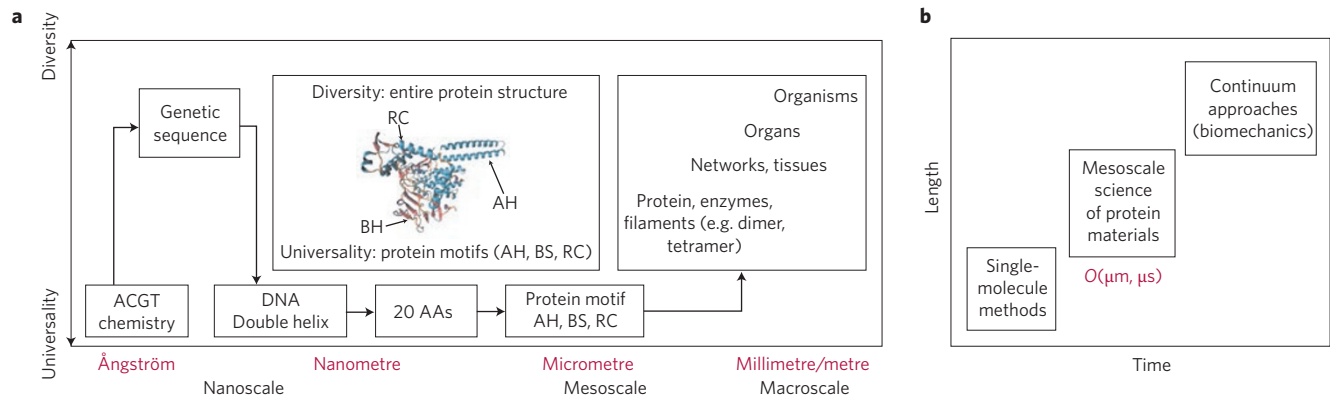 a
Diversity
Universality
Genetic
sequence
ACGT
chemistry
Diversity: entire protein structure
RC
AH
BH
Universality: protein motifs (AH, BS, RC)
DNA
Double helix
20 AAs
Protein motif
AH, BS, RC
Organisms
Organs
Networks, tissues
Protein, enzymes,
filaments (e.g. dimer,
tetramer)
Ångström
Nanometre
Micrometre
Millimetre/metre
Nanoscale
Mesoscale
Macroscale
b
Length
Continuum
approaches
(biomechanics)
Mesoscale
science
of protein
materials
O(μm, μs)
Single-
molecule
methods
Time